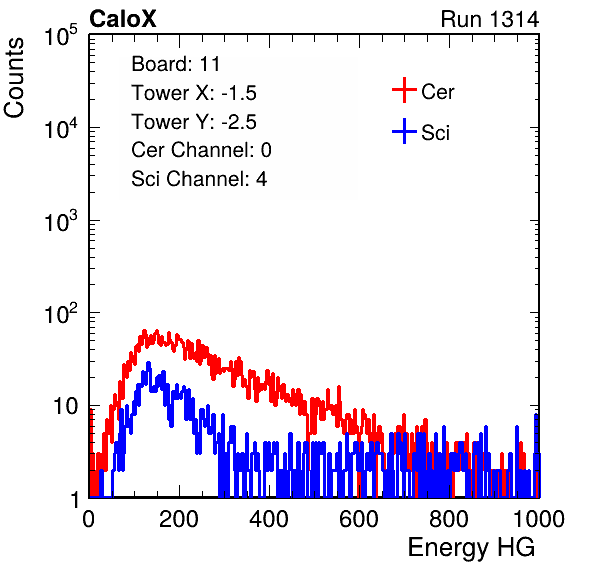 CaloX Run 1314
Counts
10^5
10^4
10^3
10^2
10
1
Board: 11
Tower X: -1.5
Tower Y: -2.5
Cer Channel: 0
Sci Channel: 4
Cer
Sci
0 200 400 600 800 1000
Energy HG